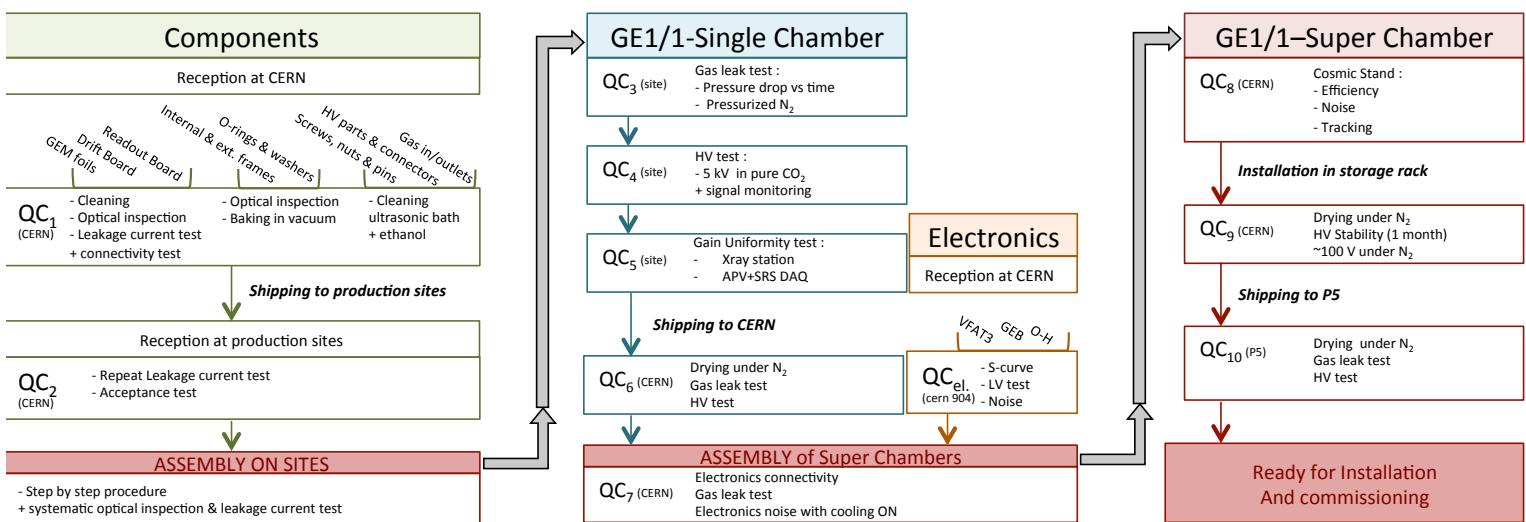 Components
Reception at CERN
GEM foils
Drift Board
Readout Board
Internal & ext. frames
O-rings & washers
Screws, nuts & pins
HV parts & connectors
Gas in/outlets
QC1
(CERN)
- Cleaning
- Optical inspection
- Leakage current test
+ connectivity test
- Optical inspection
- Baking in vacuum
- Cleaning
ultrasonic bath
+ ethanol
Shipping to production sites
Reception at production sites
QC2
(CERN)
- Repeat Leakage current test
- Acceptance test
ASSEMBLY ON SITES
- Step by step procedure
+ systematic optical inspection & leakage current test
GE1/1-Single Chamber
QC3 (site)
Gas leak test :
- Pressure drop vs time
- Pressurized N2
QC4 (site)
HV test :
- 5 kV in pure CO2
+ signal monitoring
QC5 (site)
Gain Uniformity test :
- Xray station
- APV+SRS DAQ
Shipping to CERN
QC6 (CERN)
Drying under N2
Gas leak test
HV test
Electronics
Reception at CERN
VFAT3
GEB
O-H
QCel.
(cern 904)
- S-curve
- LV test
- Noise
ASSEMBLY of Super Chambers
QC7 (CERN)
Electronics connectivity
Gas leak test
Electronics noise with cooling ON
GE1/1–Super Chamber
QC8 (CERN)
Cosmic Stand :
- Efficiency
- Noise
- Tracking
Installation in storage rack
QC9 (CERN)
Drying under N2
HV Stability (1 month)
~100 V under N2
Shipping to P5
QC10 (P5)
Drying under N2
Gas leak test
HV test
Ready for Installation
And commissioning